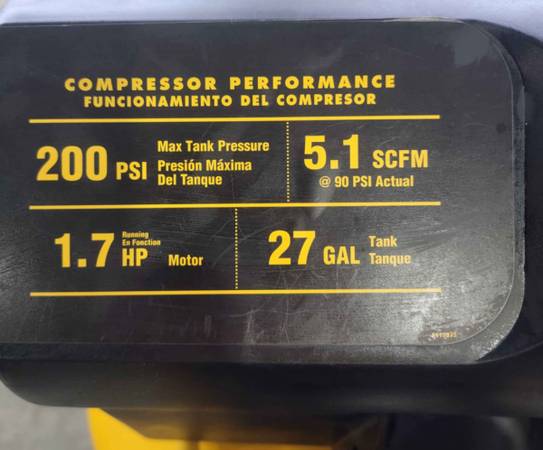 COMPRESSOR PERFORMANCE
FUNCIONAMIENTO DEL COMPRESOR
200 PSI
Max Tank Pressure
Presión Máxima
Del Tanque
5.1 SCFM
@ 90 PSI Actual
1.7
Running
En Fonction
HP Motor
27 GAL
Tank
Tanque